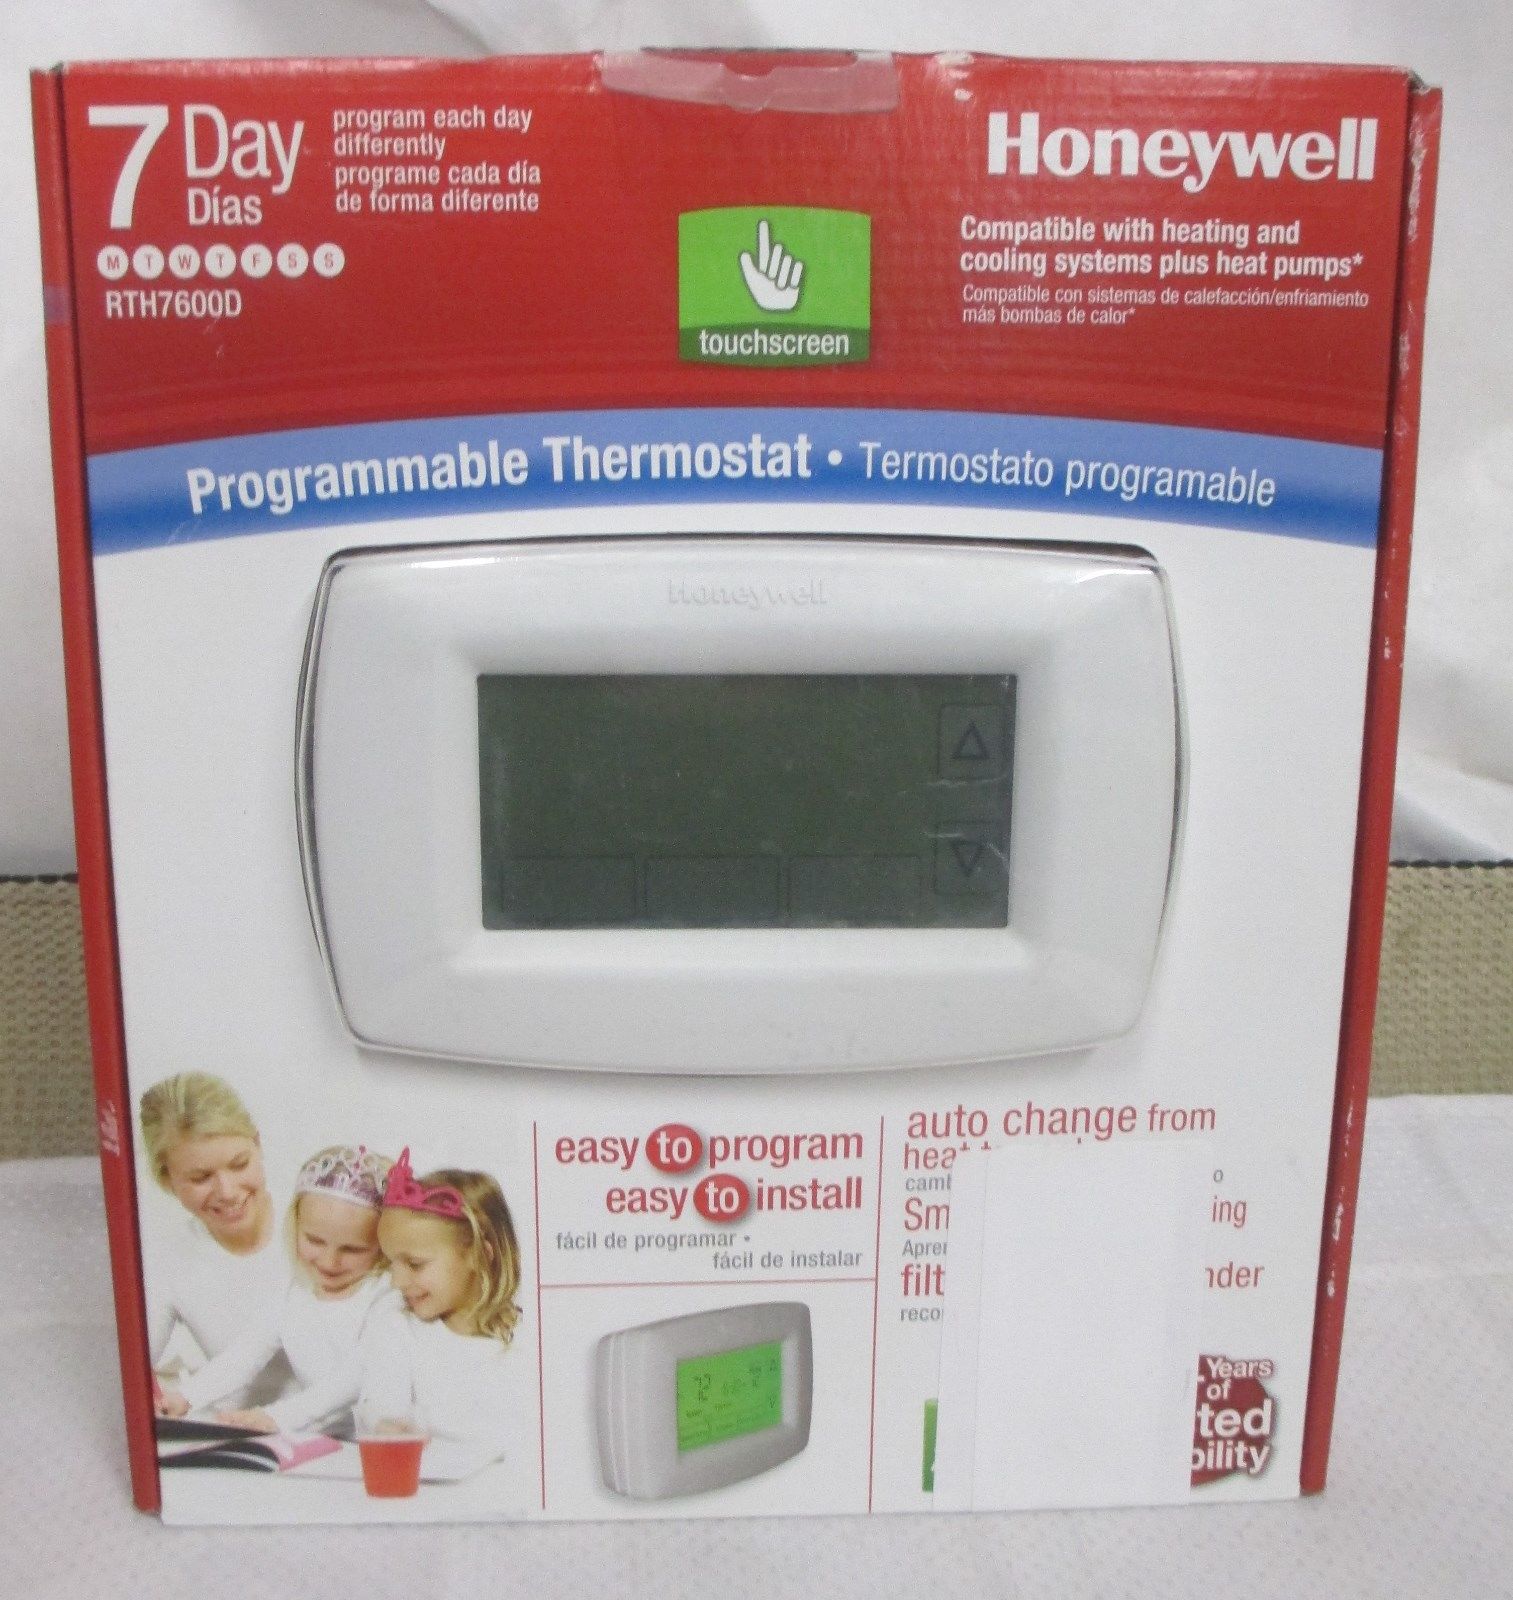 7 Day
Días
program each day
differently
programe cada día
de forma diferente
M T W T F S S
RTH7600D
touchscreen
Honeywell
Compatible with heating and
cooling systems plus heat pumps*
Compatible con sistemas de calefacción/enfriamiento
más bombas de calor*
Programmable Thermostat • Termostato programable
Honeywell
easy to program
easy to install
fácil de programar •
fácil de instalar
auto change from
Years
of